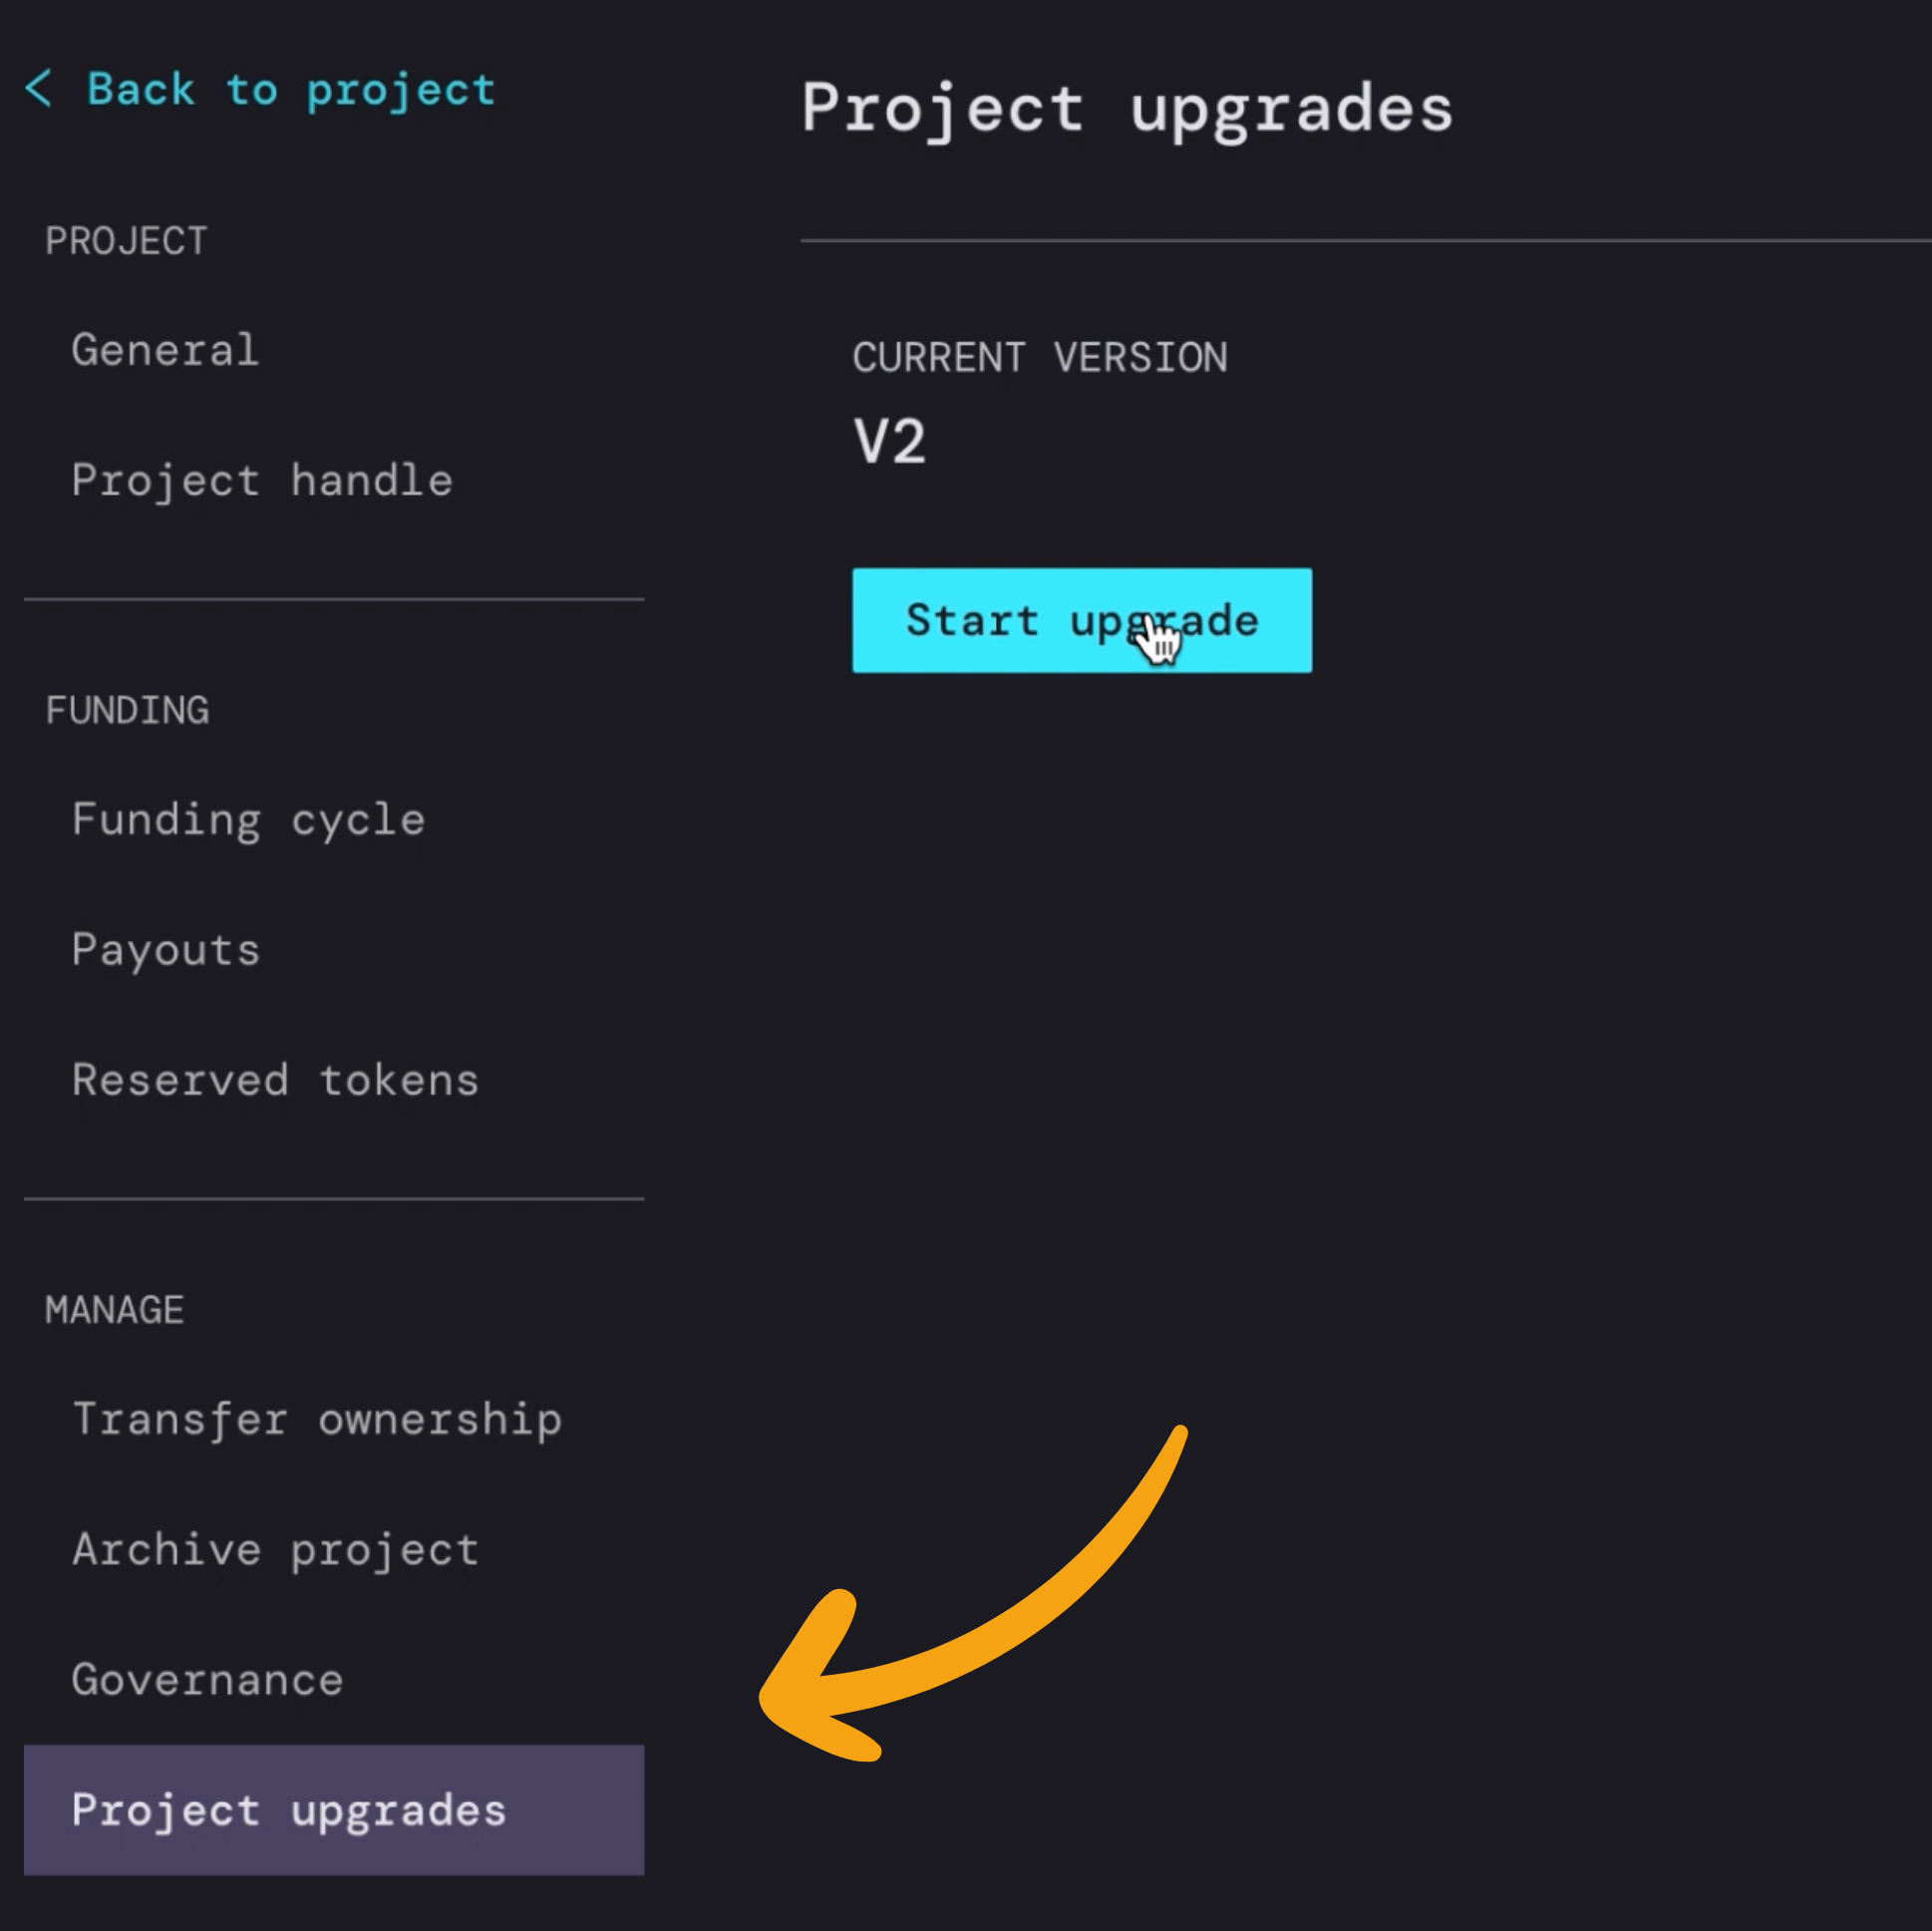 < Back to project
PROJECT
General
Project handle
FUNDING
Funding cycle
Payouts
Reserved tokens
MANAGE
Transfer ownership
Archive project
Governance
Project upgrades
Project upgrades
CURRENT VERSION
V2
Start upgrade